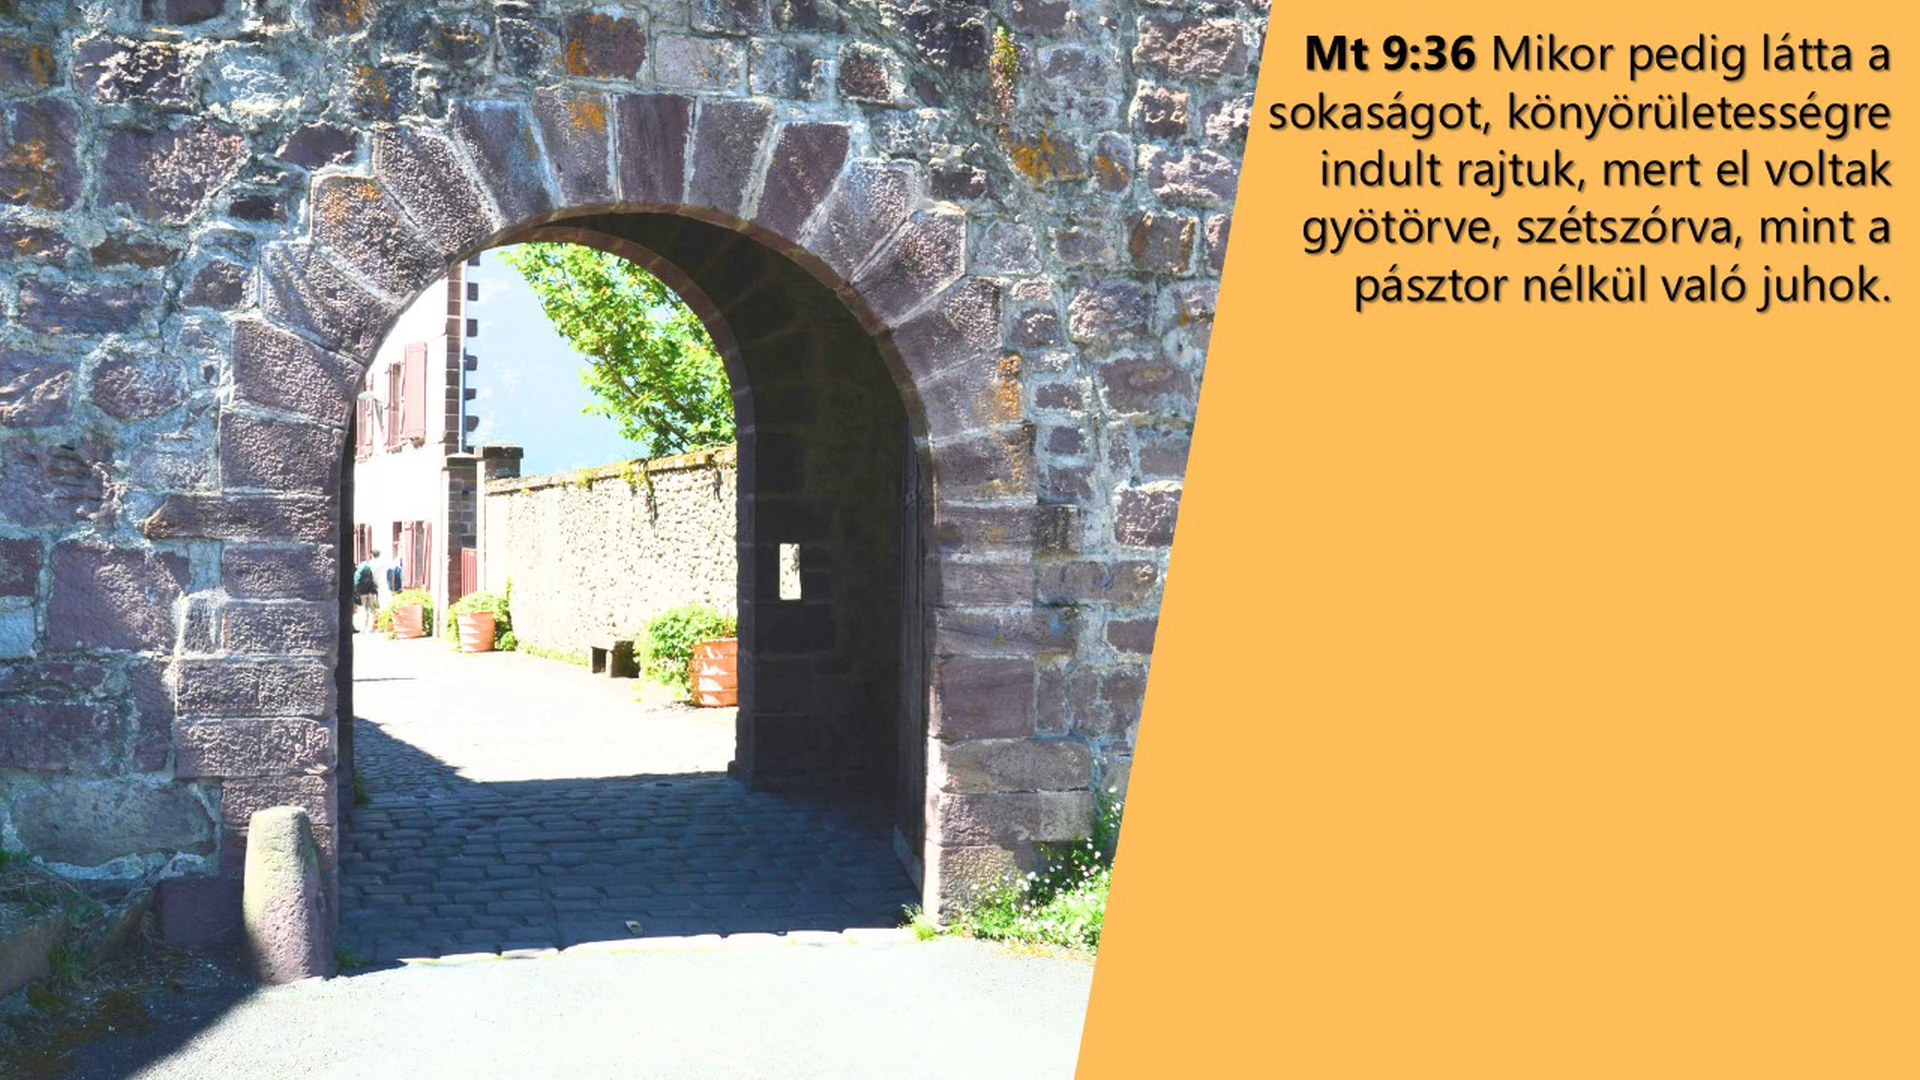 Mt 9:36 Mikor pedig látta a
sokaságot, könyörületességre
indult rajtuk, mert el voltak
gyötörve, szétszórva, mint a
pásztor nélkül való juhok.